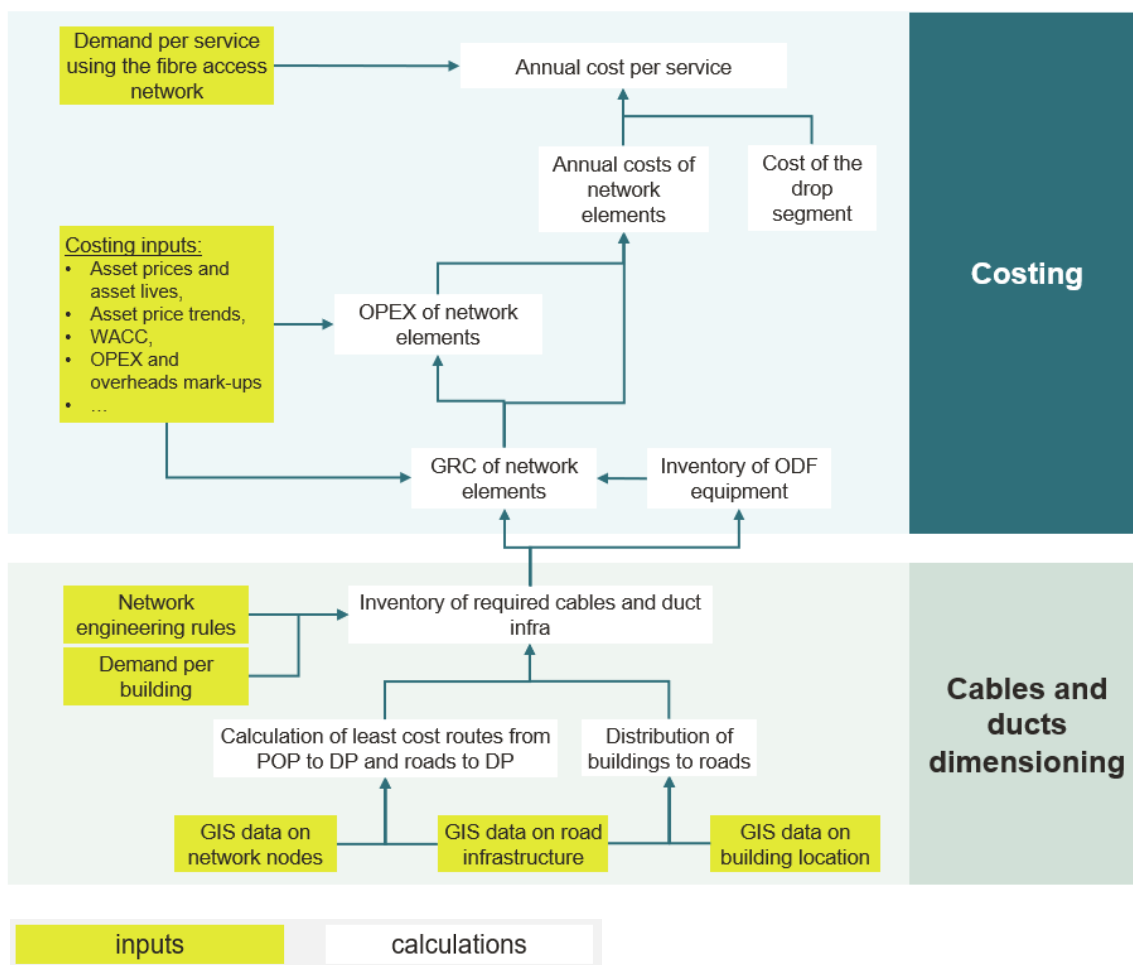 Demand per service
using the fibre access
network
Annual cost per service
Annual costs of
network
elements
Cost of the
drop
segment
Costing inputs:
• Asset prices and
asset lives,
• Asset price trends,
• WACC,
• OPEX and
overheads mark-ups
• …
OPEX of network
elements
GRC of network
elements
Inventory of ODF
equipment
Costing
Network
engineering rules
Demand per
building
Inventory of required cables and duct
infra
Calculation of least cost routes from
POP to DP and roads to DP
Distribution of
buildings to roads
GIS data on
network nodes
GIS data on road
infrastructure
GIS data on
building location
Cables and
ducts
dimensioning
inputs
calculations